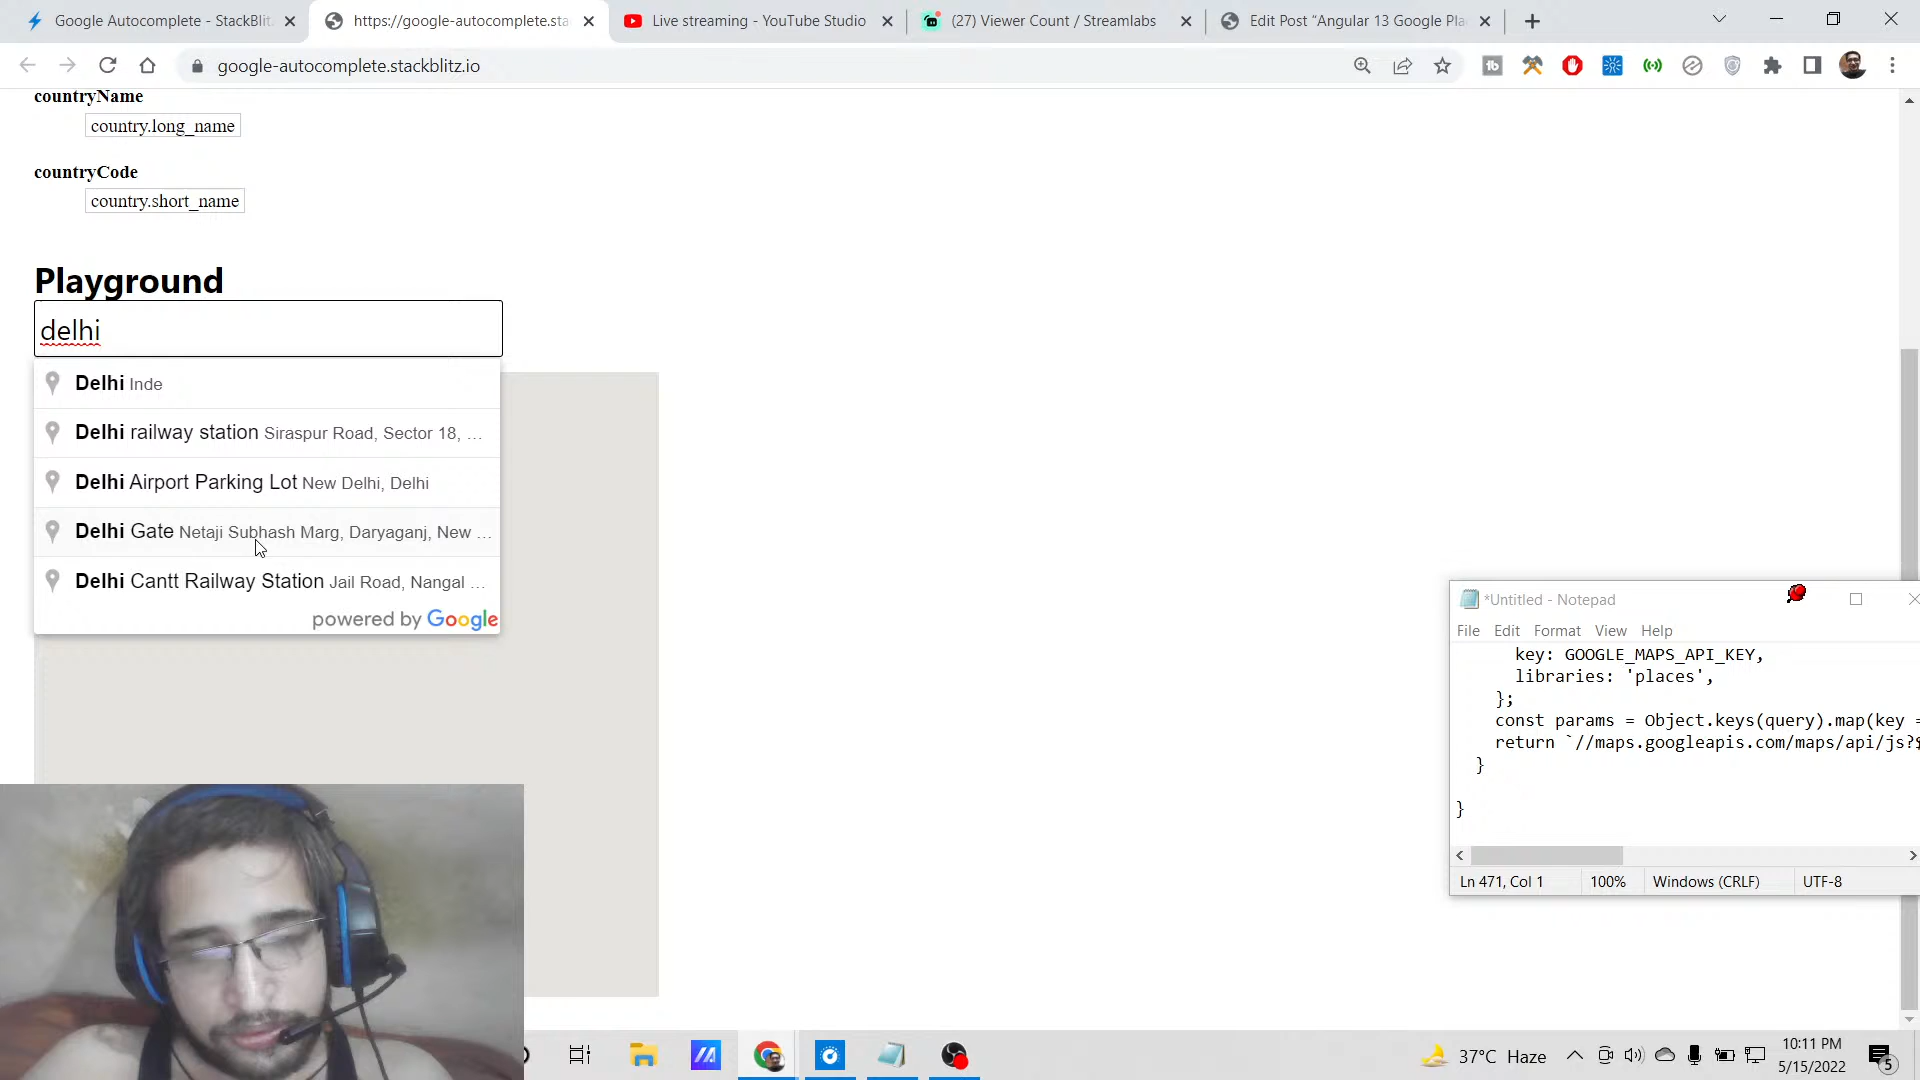 Google Autocomplete - StackBlit
https://google-autocomplete.sta
Live streaming - YouTube Studio
(27) Viewer Count / Streamlabs
Edit Post “Angular 13 Google Pla
google-autocomplete.stackblitz.io
countryName
country.long_name
countryCode
country.short_name
Playground
delhi
Delhi Inde
Delhi railway station Siraspur Road, Sector 18, …
Delhi Airport Parking Lot New Delhi, Delhi
Delhi Gate Netaji Subhash Marg, Daryaganj, New …
Delhi Cantt Railway Station Jail Road, Nangal …
powered by Google
*Untitled - Notepad
File Edit Format View Help
key: GOOGLE_MAPS_API_KEY,
libraries: 'places',
};
const params = Object.keys(query).map(key =
return `//maps.googleapis.com/maps/api/js?$
}
}
Ln 471, Col 1 100% Windows (CRLF) UTF-8
37°C Haze
10:11 PM
5/15/2022
5